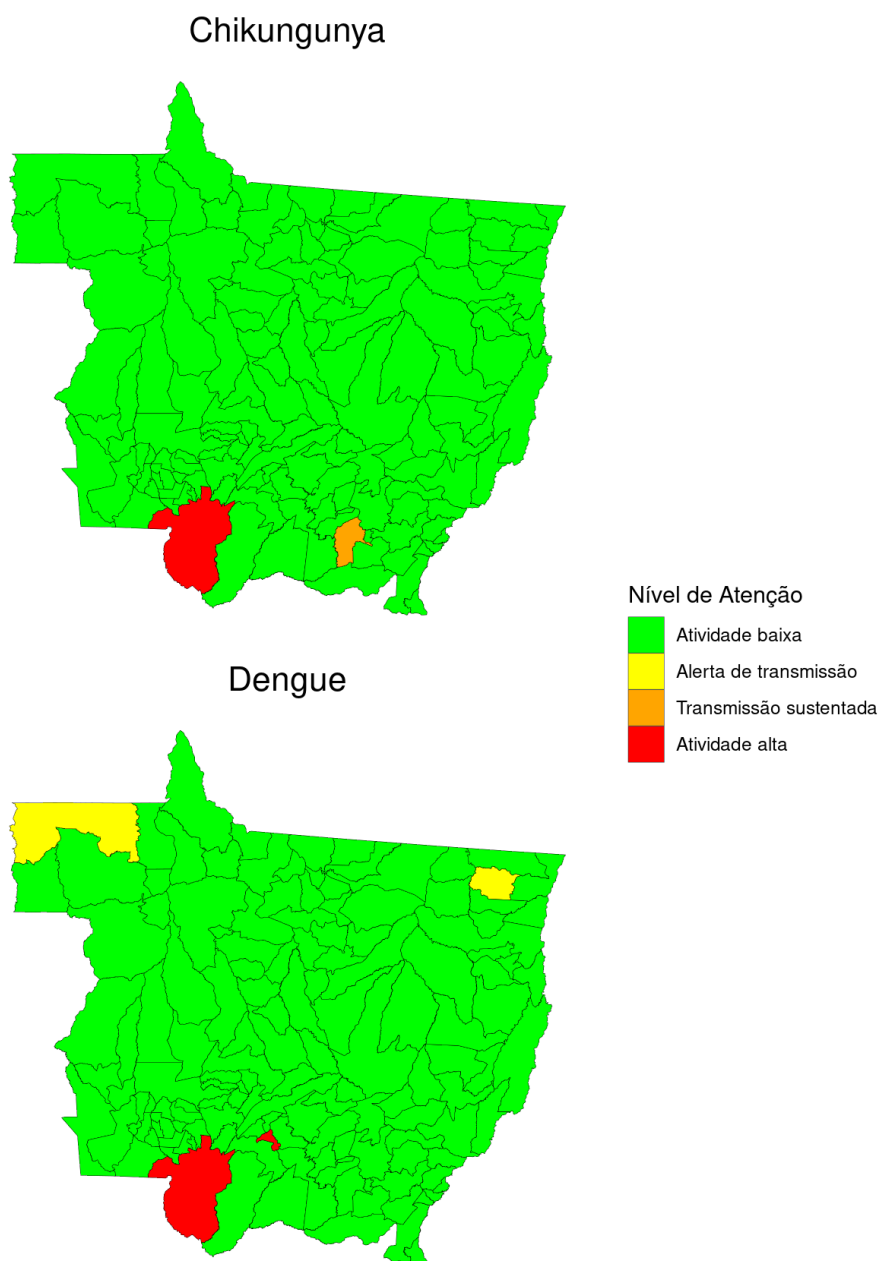 Chikungunya
Nível de Atenção
Atividade baixa
Alerta de transmissão
Transmissão sustentada
Atividade alta
Dengue